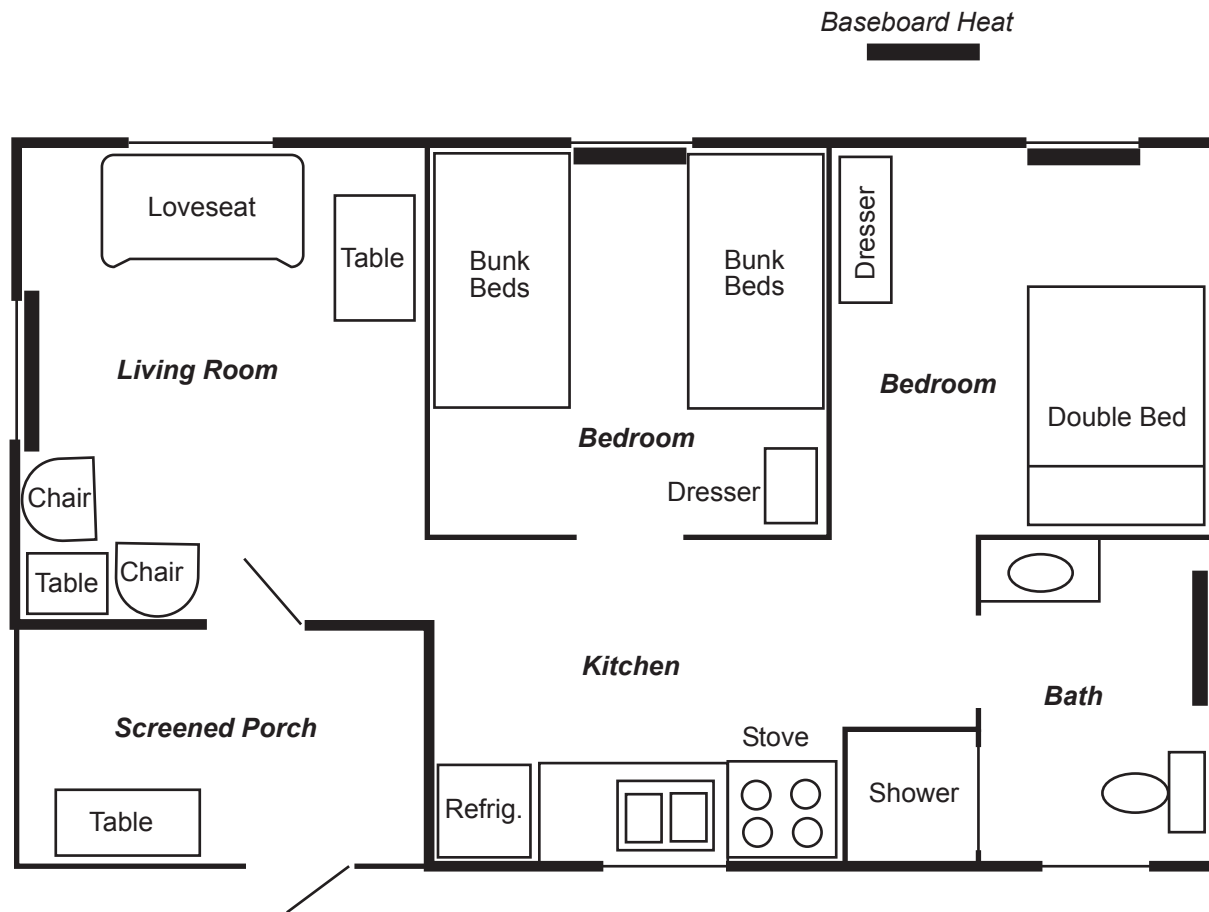 Baseboard Heat
Loveseat
Table
Bunk
Beds
Bunk
Beds
Dresser
Living Room
Bedroom
Double Bed
Bedroom
Dresser
Chair
Table
Chair
Kitchen
Bath
Screened Porch
Stove
Table
Refrig.
Shower